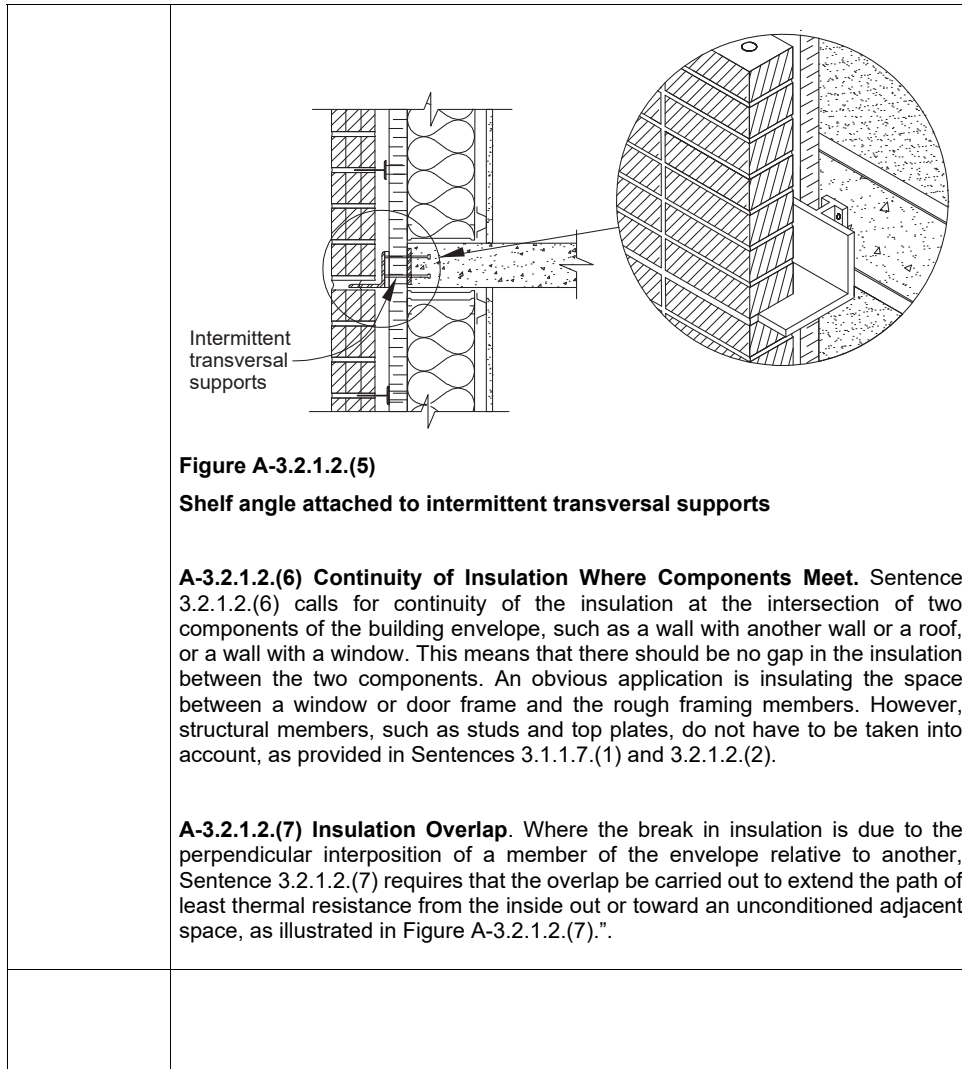 Intermittent
transversal
supports
Figure A-3.2.1.2.(5)
Shelf angle attached to intermittent transversal supports
A-3.2.1.2.(6) Continuity of Insulation Where Components Meet. Sentence
3.2.1.2.(6) calls for continuity of the insulation at the intersection of two
components of the building envelope, such as a wall with another wall or a roof,
or a wall with a window. This means that there should be no gap in the insulation
between the two components. An obvious application is insulating the space
between a window or door frame and the rough framing members. However,
structural members, such as studs and top plates, do not have to be taken into
account, as provided in Sentences 3.1.1.7.(1) and 3.2.1.2.(2).
A-3.2.1.2.(7) Insulation Overlap. Where the break in insulation is due to the
perpendicular interposition of a member of the envelope relative to another,
Sentence 3.2.1.2.(7) requires that the overlap be carried out to extend the path of
least thermal resistance from the inside out or toward an unconditioned adjacent
space, as illustrated in Figure A-3.2.1.2.(7).”.